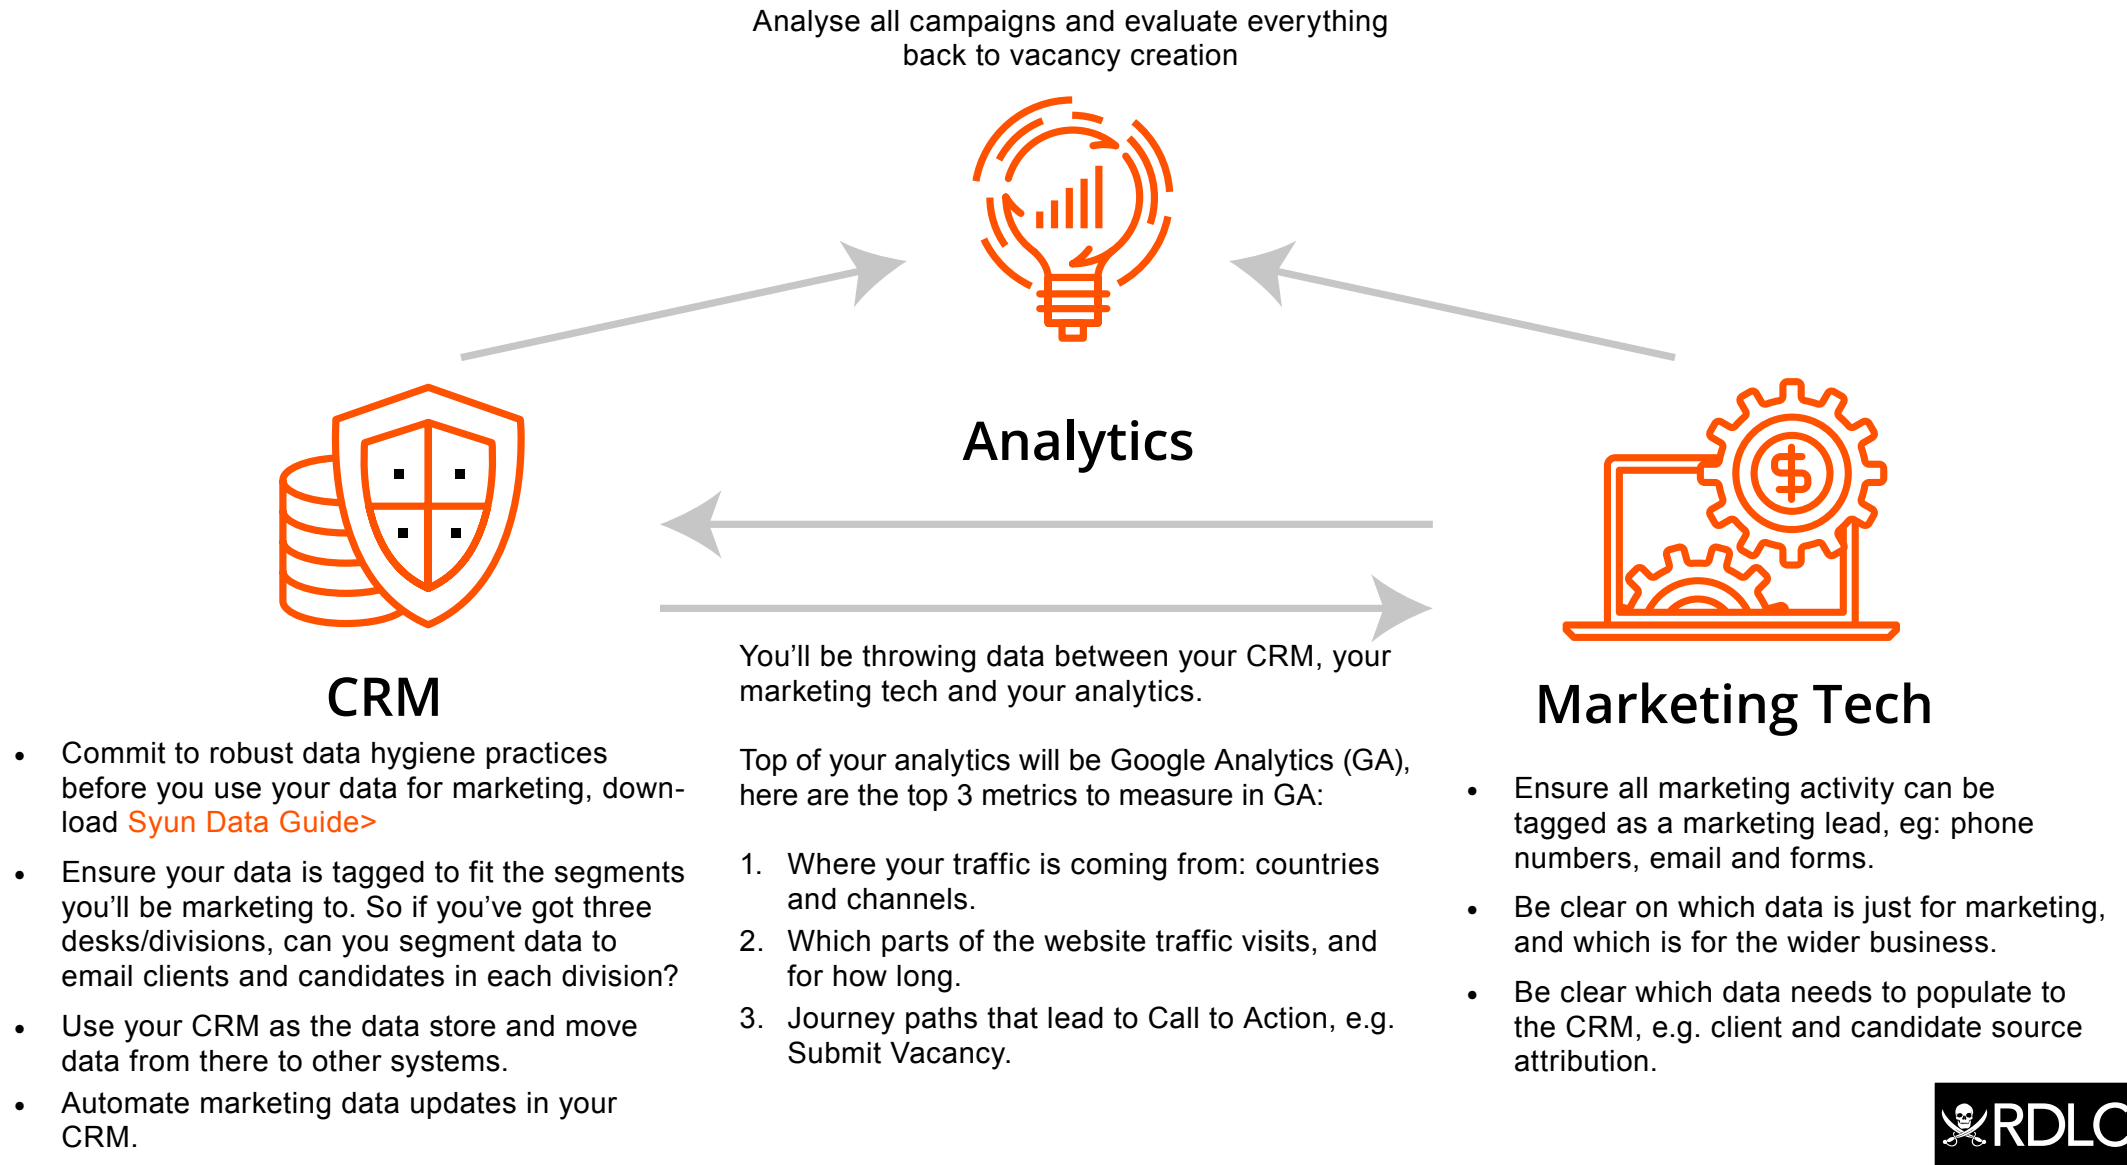 Analyse all campaigns and evaluate everything
back to vacancy creation
Analytics
CRM
• Commit to robust data hygiene practices
before you use your data for marketing, down-
load Syun Data Guide>
• Ensure your data is tagged to fit the segments
you'll be marketing to. So if you've got three
desks/divisions, can you segment data to
email clients and candidates in each division?
• Use your CRM as the data store and move
data from there to other systems.
• Automate marketing data updates in your
CRM.
You'll be throwing data between your CRM, your
marketing tech and your analytics.
Top of your analytics will be Google Analytics (GA),
here are the top 3 metrics to measure in GA:
1. Where your traffic is coming from: countries
and channels.
2. Which parts of the website traffic visits, and
for how long.
3. Journey paths that lead to Call to Action, e.g.
Submit Vacancy.
Marketing Tech
• Ensure all marketing activity can be
tagged as a marketing lead, eg: phone
numbers, email and forms.
• Be clear on which data is just for marketing,
and which is for the wider business.
• Be clear which data needs to populate to
the CRM, e.g. client and candidate source
attribution.
RDLC